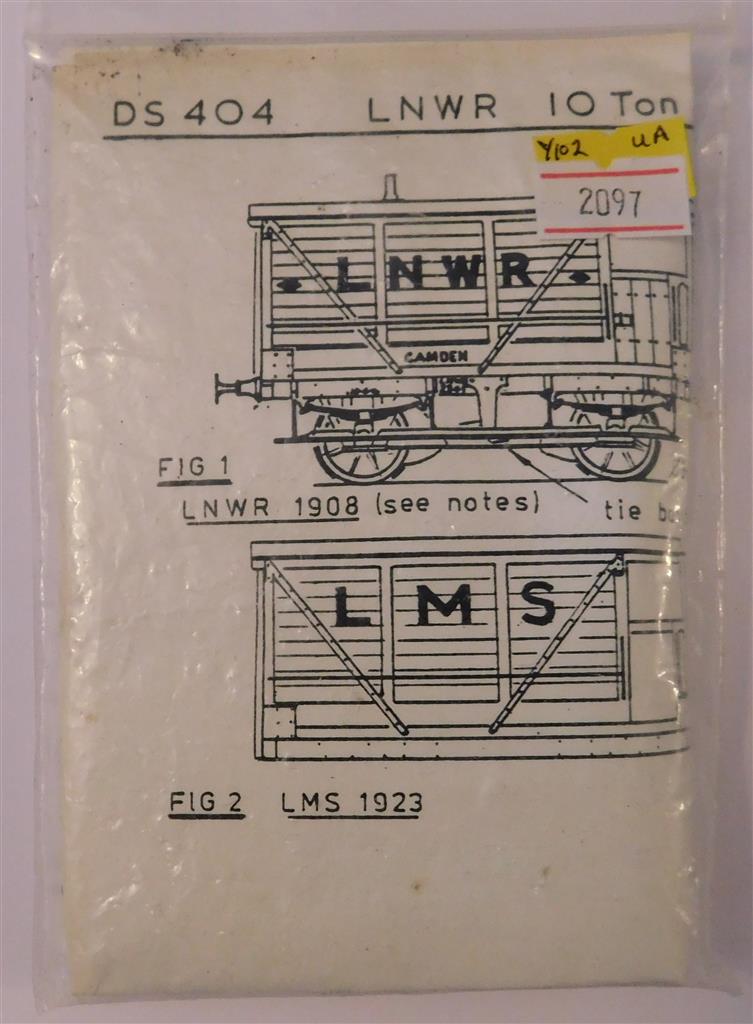 DS 404 LNWR 10 Ton
Y102 UA
2097
LNWR
CAMDEN
FIG 1
LNWR 1908 (see notes)
tie
LMS
FIG 2 LMS 1923